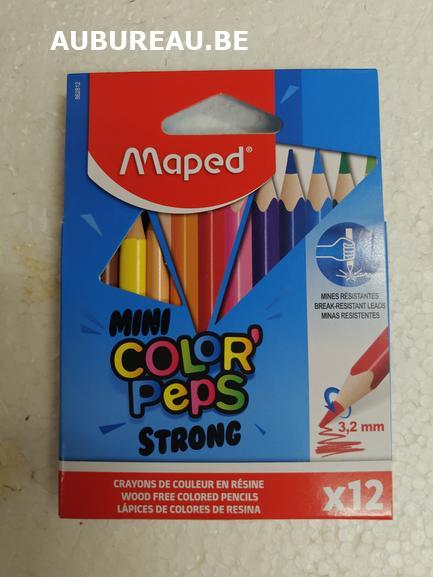 AUBUREAU.BE
862812
Maped®
MINES RÉSISTANTES
BREAK-RESISTANT LEADS
MINAS RESISTENTES
MINI
COLOR'
PEPS
STRONG
3,2 mm
CRAYONS DE COULEUR EN RÉSINE
WOOD FREE COLORED PENCILS
LÁPICES DE COLORES DE RESINA
x12